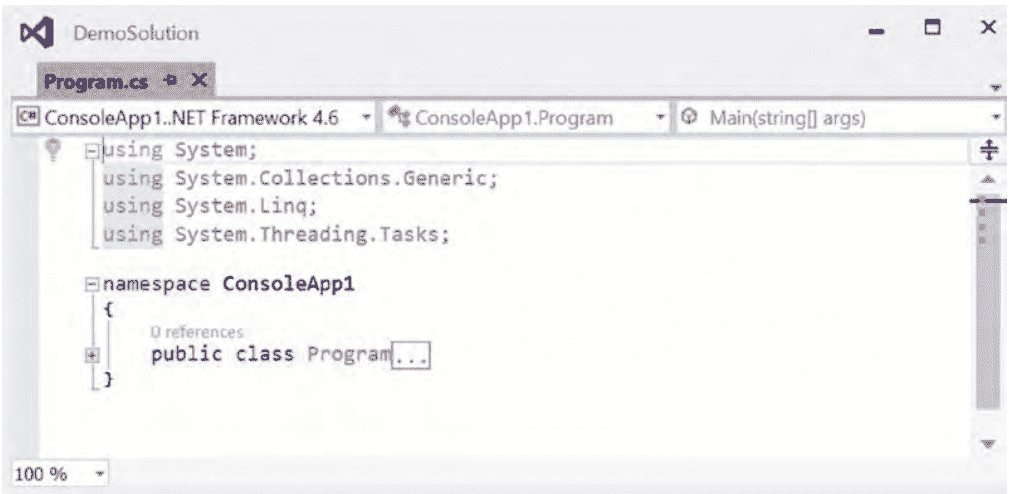 DemoSolution
Program.cs
C# ConsoleApp1..NET Framework 4.6 ConsoleApp1.Program Main(string[] args)
using System;
using System.Collections.Generic;
using System.Linq;
using System.Threading.Tasks;
namespace ConsoleApp1
{
0 references
public class Program...
}
100 %